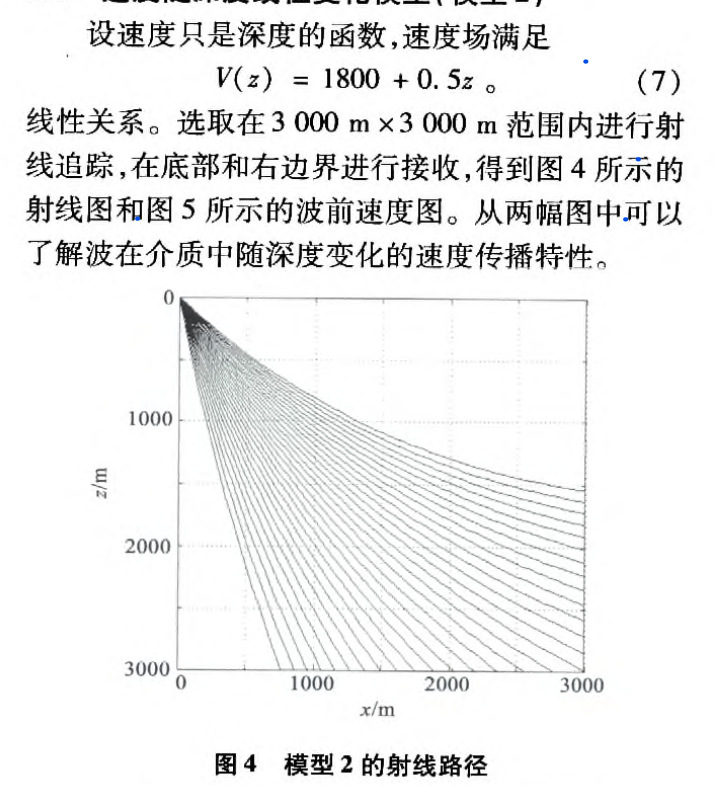 设速度只是深度的函数,速度场满足
V(z) = 1800 + 0.5z 。 (7)
线性关系。选取在 3 000 m × 3 000 m 范围内进行射
线追踪,在底部和右边界进行接收,得到图 4 所示的
射线图和图 5 所示的波前速度图。从两幅图中可以
了解波在介质中随深度变化的速度传播特性。
0
1000
z/m
2000
3000
0 1000 2000 3000
x/m
图 4 模型 2 的射线路径